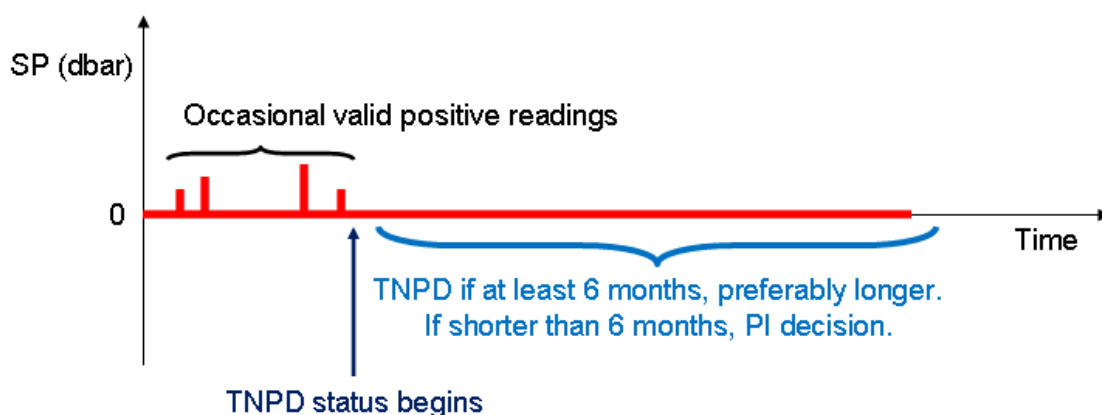 SP (dbar)
Occasional valid positive readings
0
Time
TNPD if at least 6 months, preferably longer.
If shorter than 6 months, PI decision.
TNPD status begins